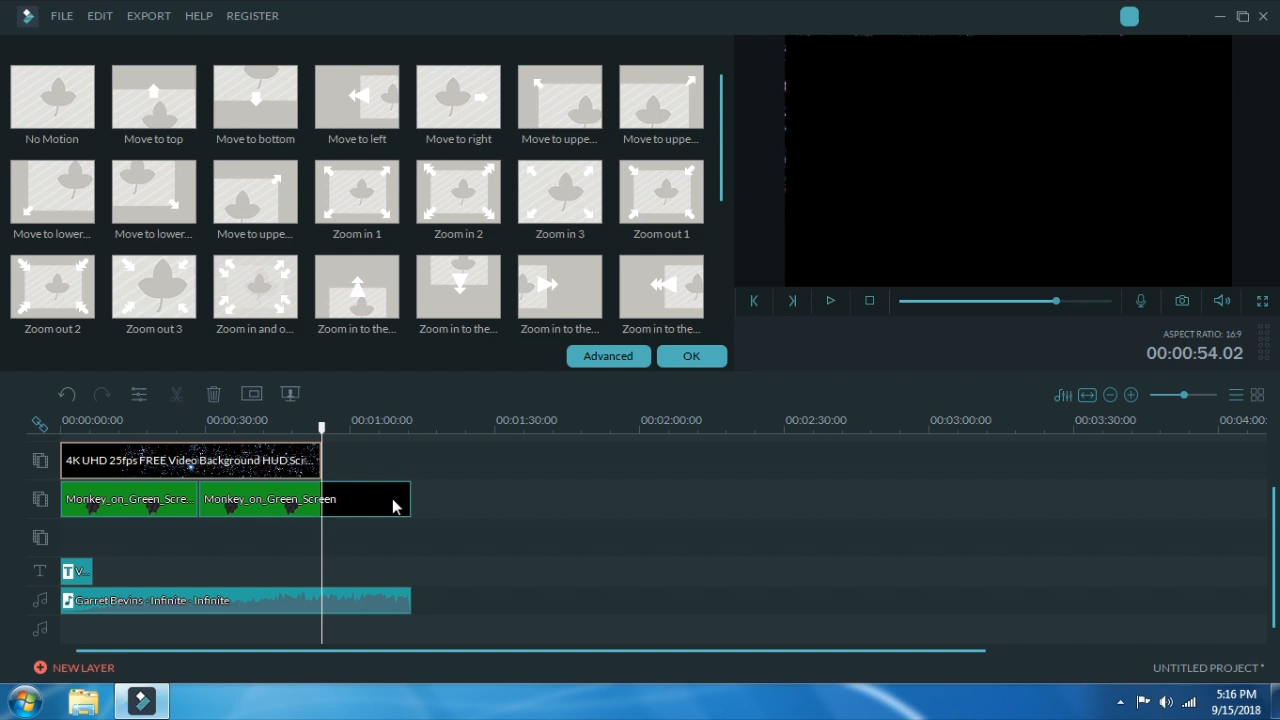 FILE EDIT EXPORT HELP REGISTER
No Motion Move to top Move to bottom Move to left Move to right Move to uppe... Move to uppe...
Move to lower... Move to lower... Move to uppe... Zoom in 1 Zoom in 2 Zoom in 3 Zoom out 1
Zoom out 2 Zoom out 3 Zoom in and o... Zoom in to the... Zoom in to the... Zoom in to the... Zoom in to the...
Advanced OK
ASPECT RATIO: 16:9
00:00:54.02
00:00:00:00 00:00:30:00 00:01:00:00 00:01:30:00 00:02:00:00 00:02:30:00 00:03:00:00 00:03:30:00 00:04:00:
4K UHD 25fps FREE Video Background HUD Sci...
Monkey_on_Green_Scre... Monkey_on_Green_Screen
T T V...
Garret Bevins - Infinite - Infinite
NEW LAYER UNTITLED PROJECT *
5:16 PM
9/15/2018